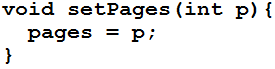 void setPages(int p){
  pages = p;
}